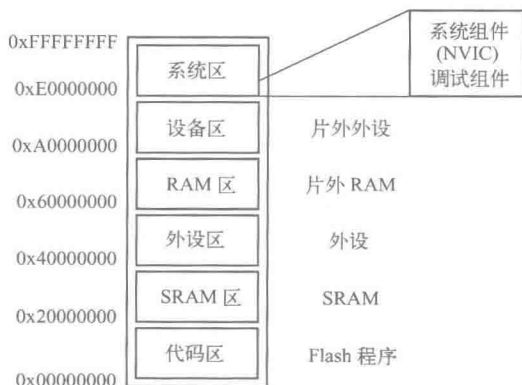 0xFFFFFFFF
系统区
系统组件
(NVIC)
调试组件
0xE0000000
设备区
片外外设
0xA0000000
RAM 区
片外 RAM
0x60000000
外设区
外设
0x40000000
SRAM 区
SRAM
0x20000000
代码区
Flash 程序
0x00000000